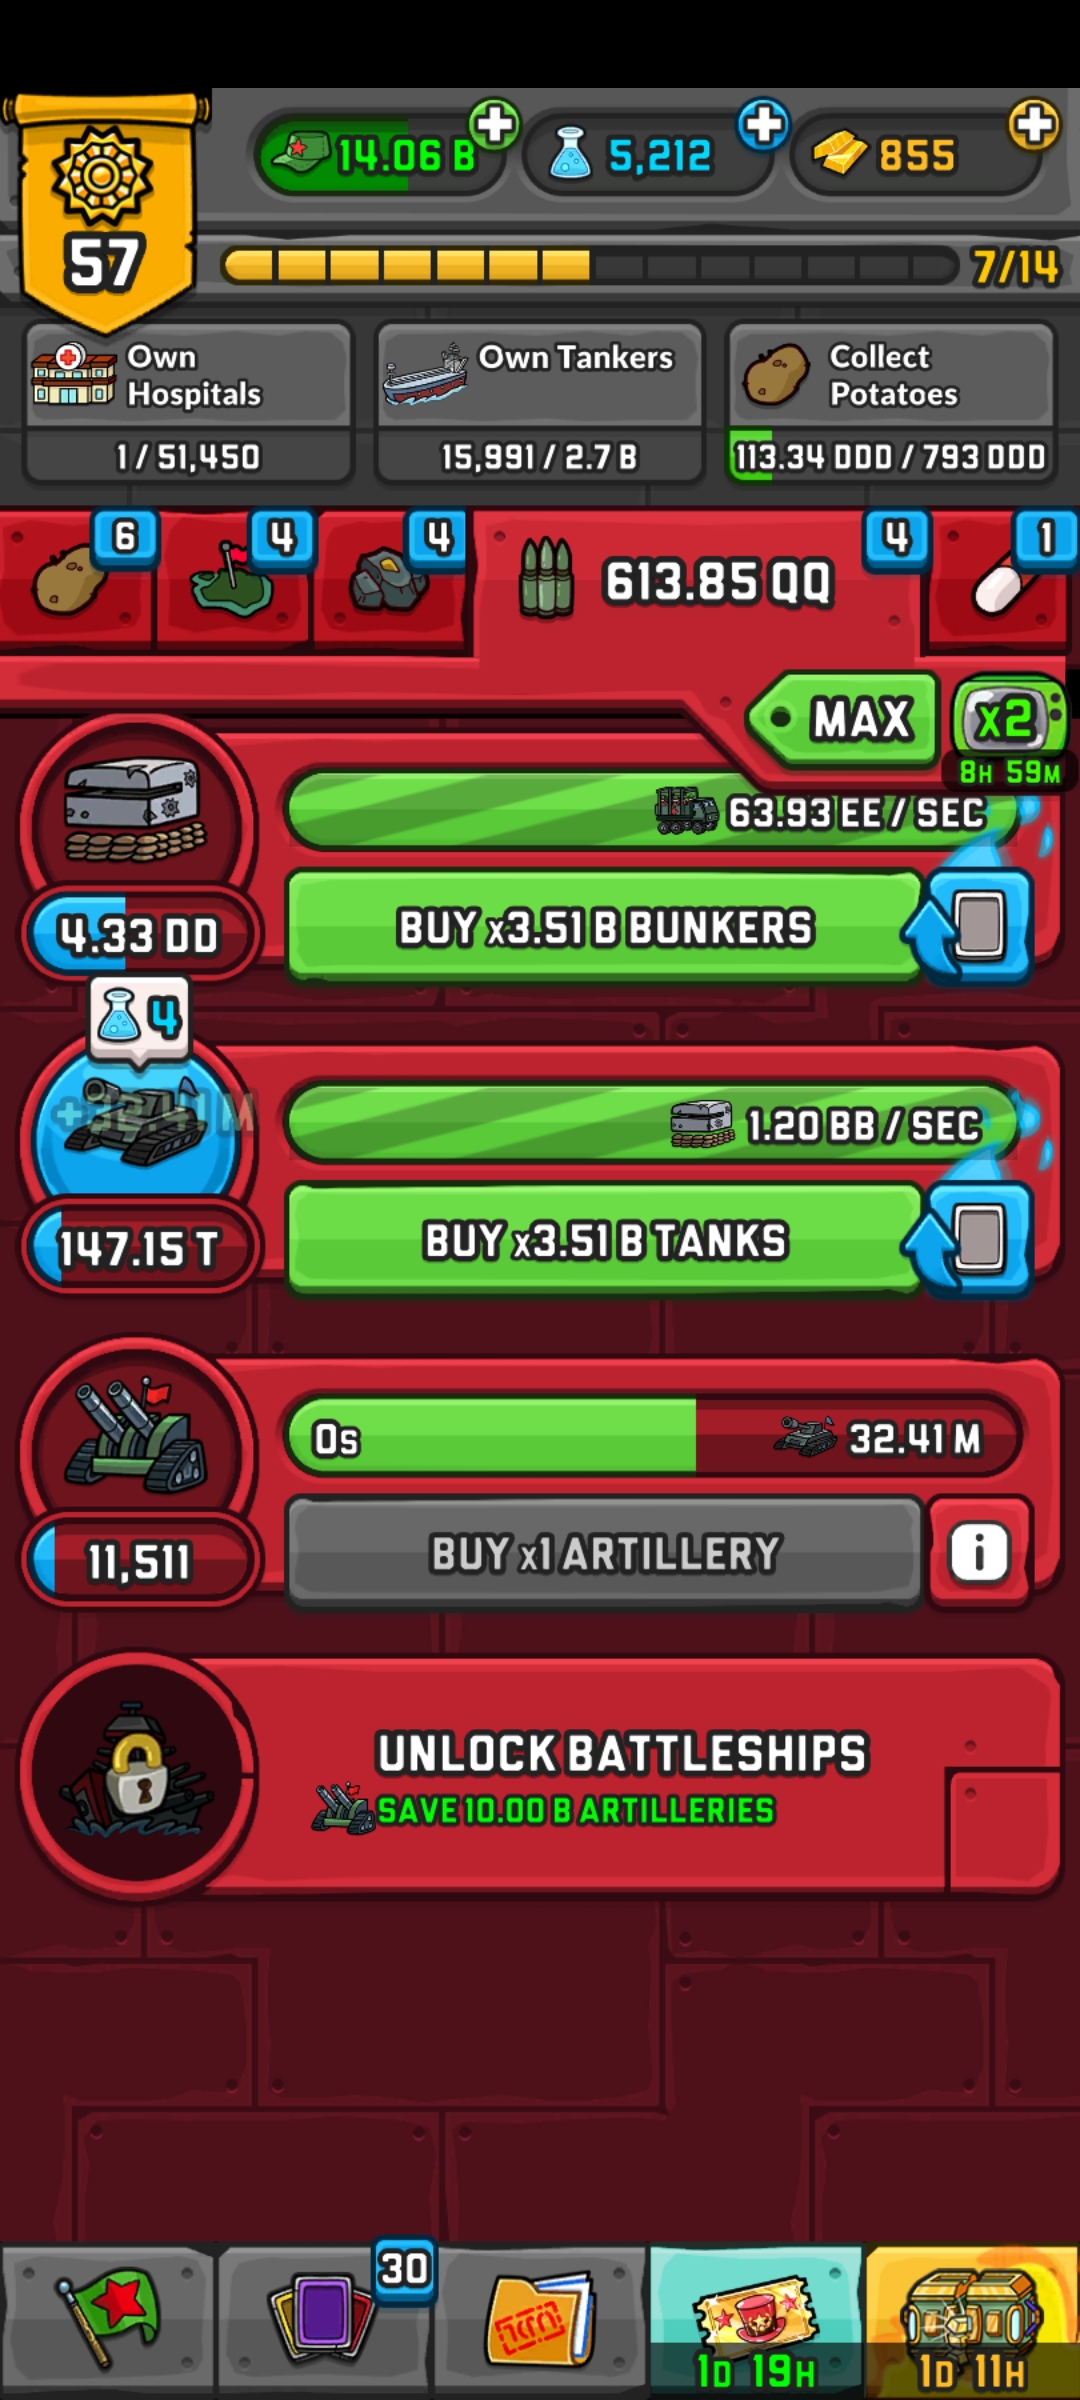 14.06 B
5,212
855
57
7/14
Own
Hospitals
1 / 51,450
Own Tankers
15,991 / 2.7 B
Collect
Potatoes
113.34 DDD / 793 DDD
6
4
4
613.85 QQ
4
1
MAX
x2
8H 59M
63.93 EE / SEC
4.33 DD
BUY x3.51 B BUNKERS
4
+32.41 M
1.20 BB / SEC
147.15 T
BUY x3.51 B TANKS
0s
32.41 M
11,511
BUY x1 ARTILLERY
i
UNLOCK BATTLESHIPS
SAVE 10.00 B ARTILLERIES
30
1D 19H
1D 11H